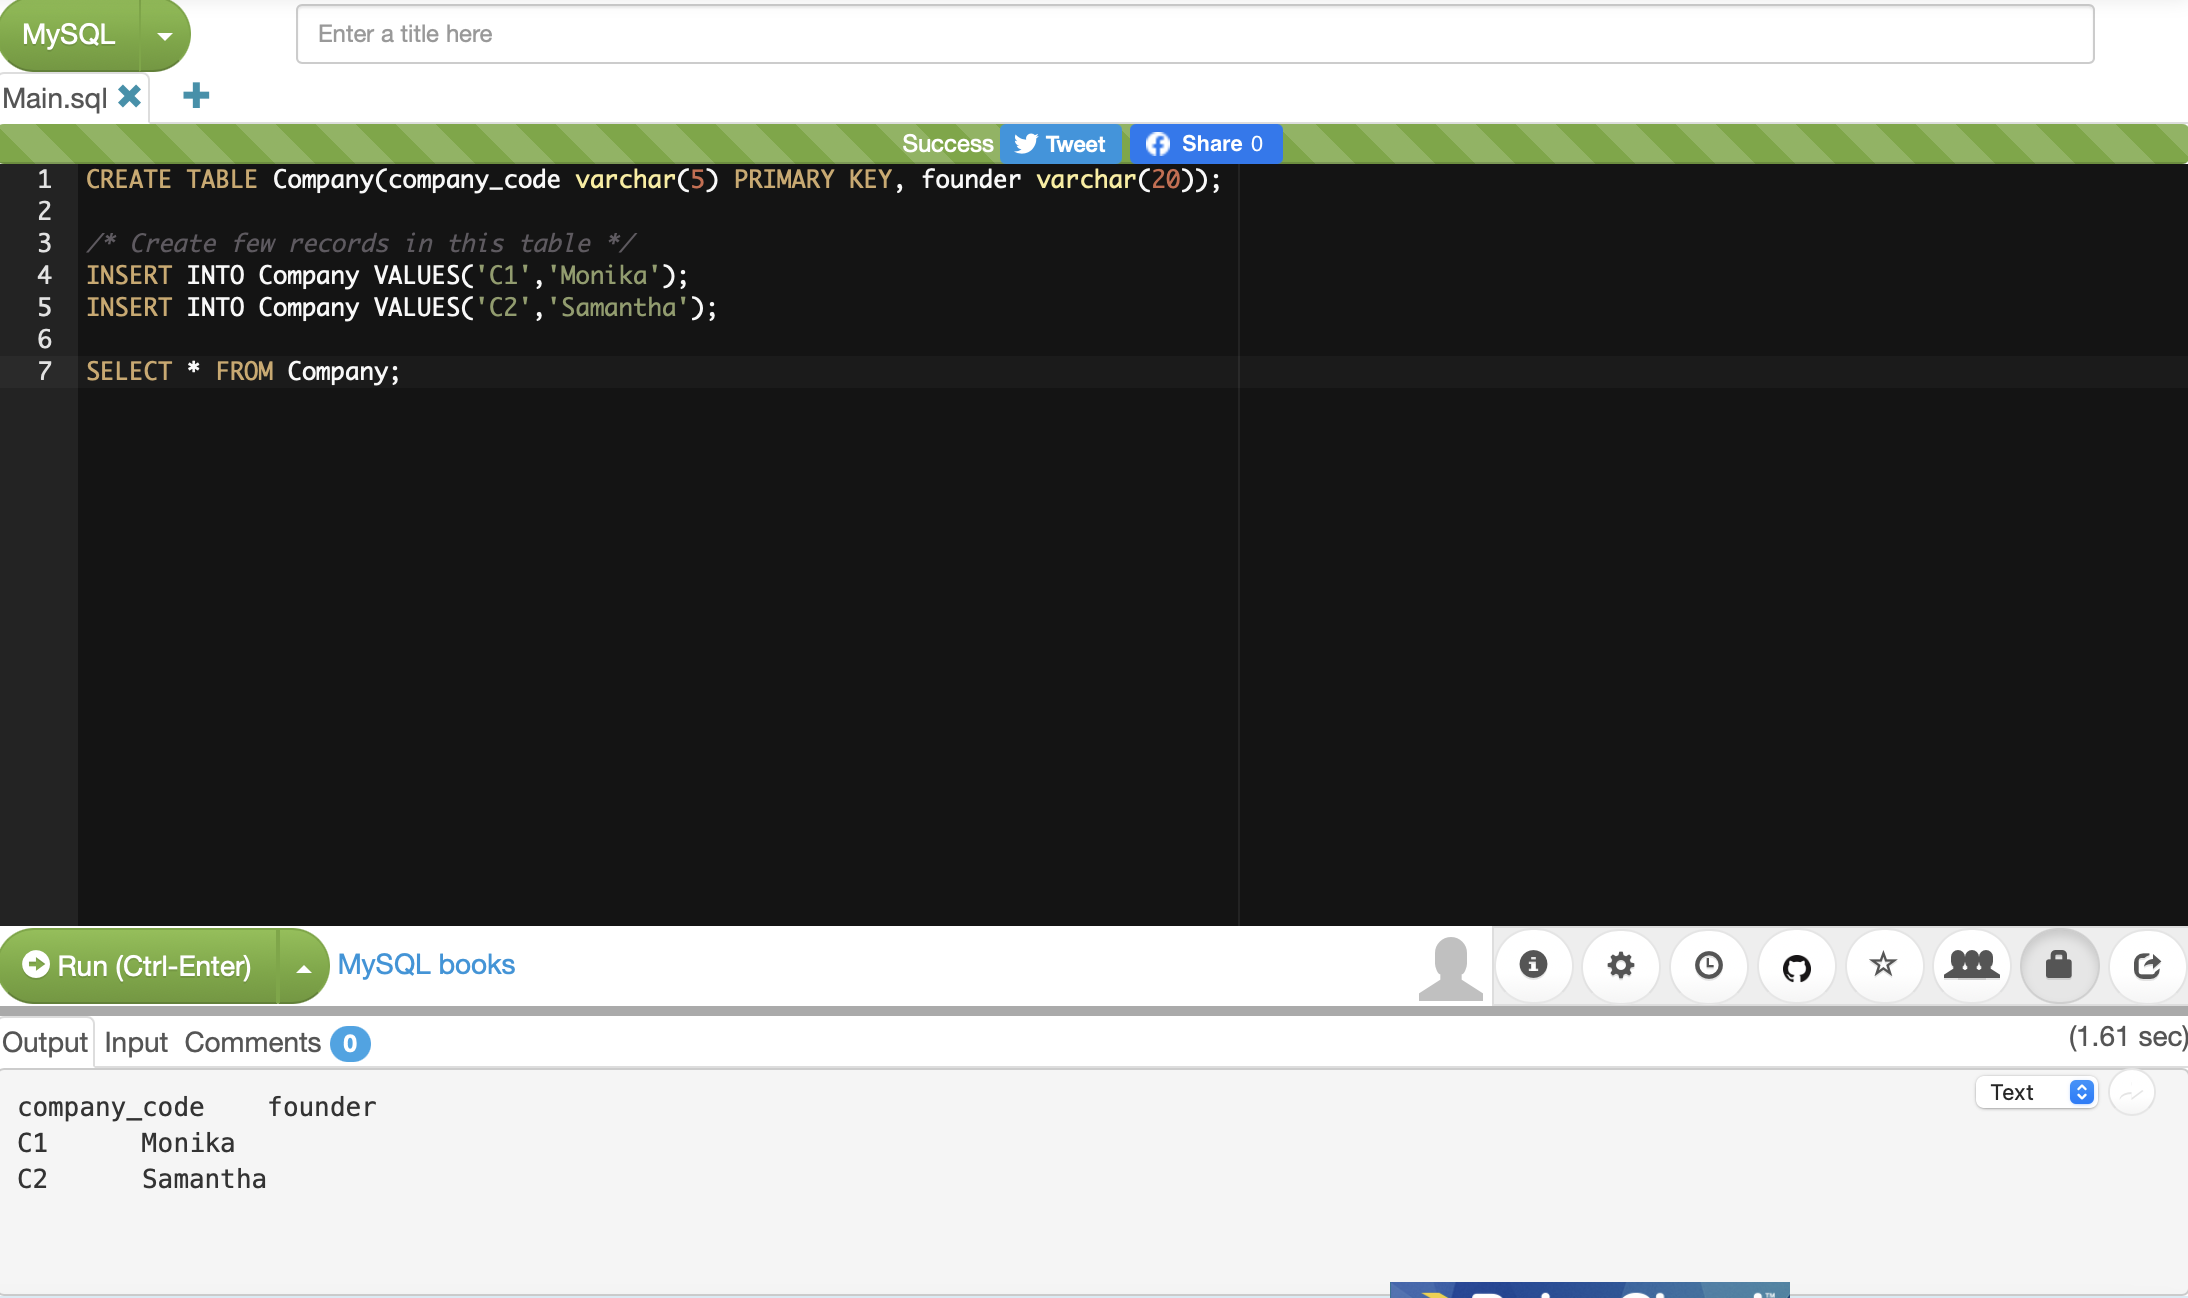 MySQL
Enter a title here
Main.sql
Success Tweet Share 0
1 CREATE TABLE Company(company_code varchar(5) PRIMARY KEY, founder varchar(20));
2
3 /* Create few records in this table */
4 INSERT INTO Company VALUES('C1','Monika');
5 INSERT INTO Company VALUES('C2','Samantha');
6
7 SELECT * FROM Company;
Run (Ctrl-Enter) MySQL books
Output Input Comments 0 (1.61 sec)
Text
company_code founder
C1 Monika
C2 Samantha